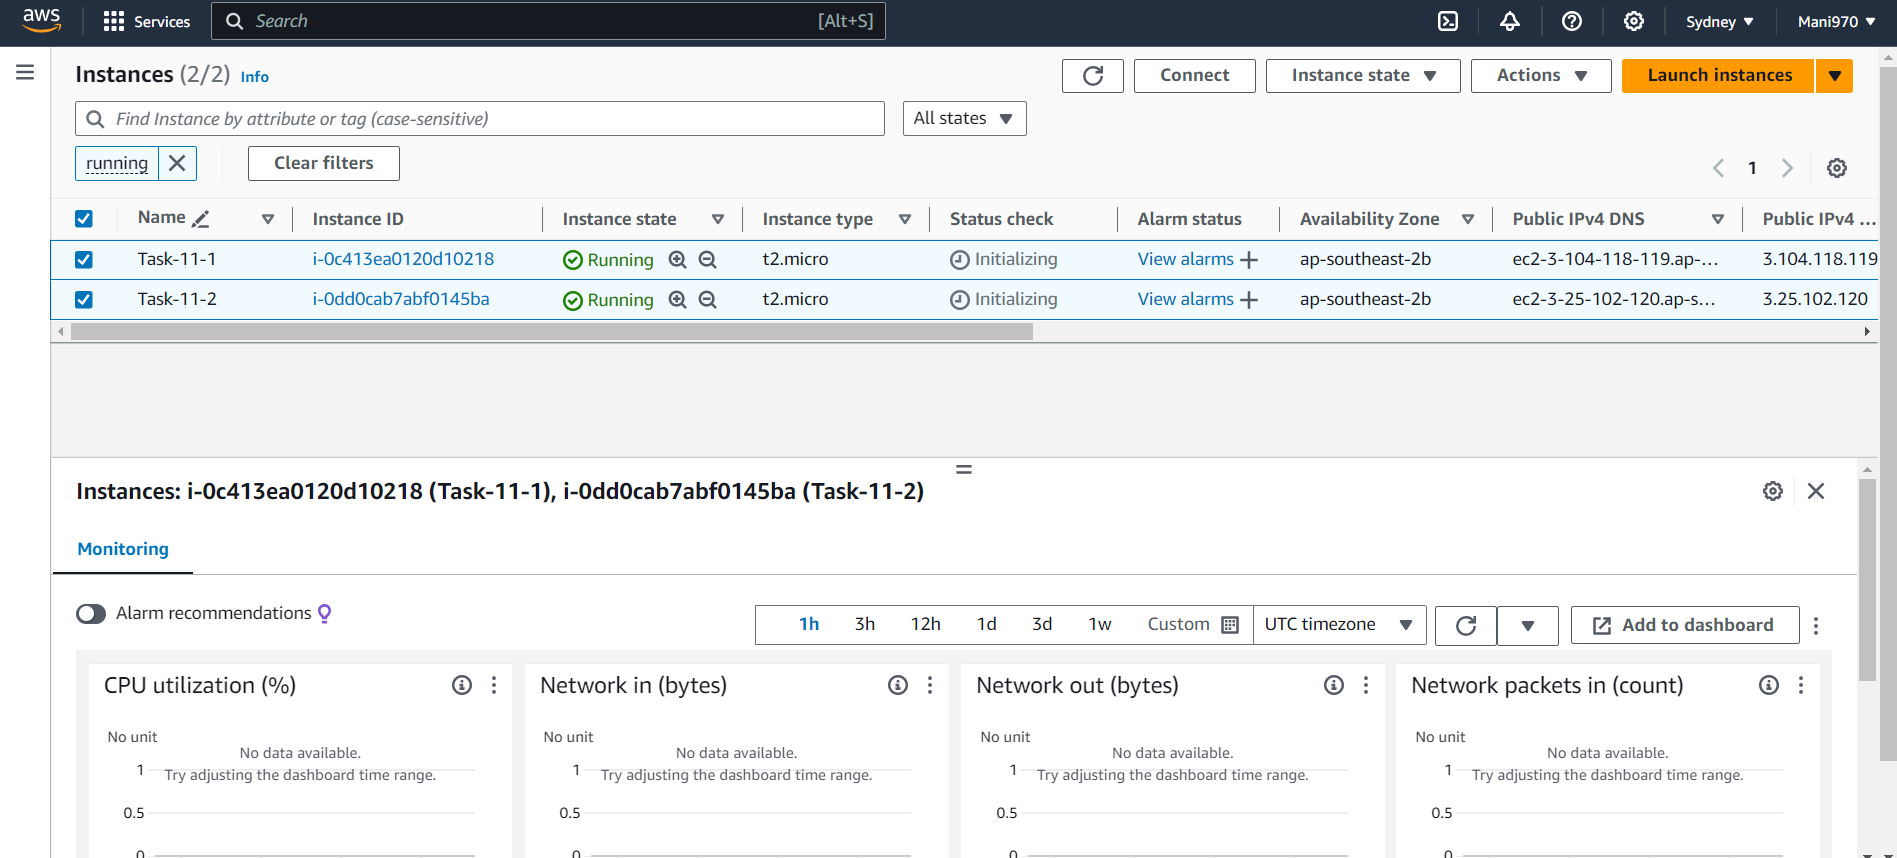 aws Services Search [Alt+S] Sydney Mani970
Instances (2/2) Info Connect Instance state Actions Launch instances
Find Instance by attribute or tag (case-sensitive) All states
running Clear filters 1
Name Instance ID Instance state Instance type Status check Alarm status Availability Zone Public IPv4 DNS Public IPv4 ...
Task-11-1 i-0c413ea0120d10218 Running t2.micro Initializing View alarms ap-southeast-2b ec2-3-104-118-119.ap-... 3.104.118.119
Task-11-2 i-0dd0cab7abf0145ba Running t2.micro Initializing View alarms ap-southeast-2b ec2-3-25-102-120.ap-s... 3.25.102.120
Instances: i-0c413ea0120d10218 (Task-11-1), i-0dd0cab7abf0145ba (Task-11-2)
Monitoring
Alarm recommendations 1h 3h 12h 1d 3d 1w Custom UTC timezone Add to dashboard
CPU utilization (%) Network in (bytes) Network out (bytes) Network packets in (count)
No unit No unit No unit No unit
No data available. No data available. No data available. No data available.
1 Try adjusting the dashboard time range. 1 Try adjusting the dashboard time range. 1 Try adjusting the dashboard time range. 1 Try adjusting the dashboard time range.
0.5 0.5 0.5 0.5
0 0 0 0